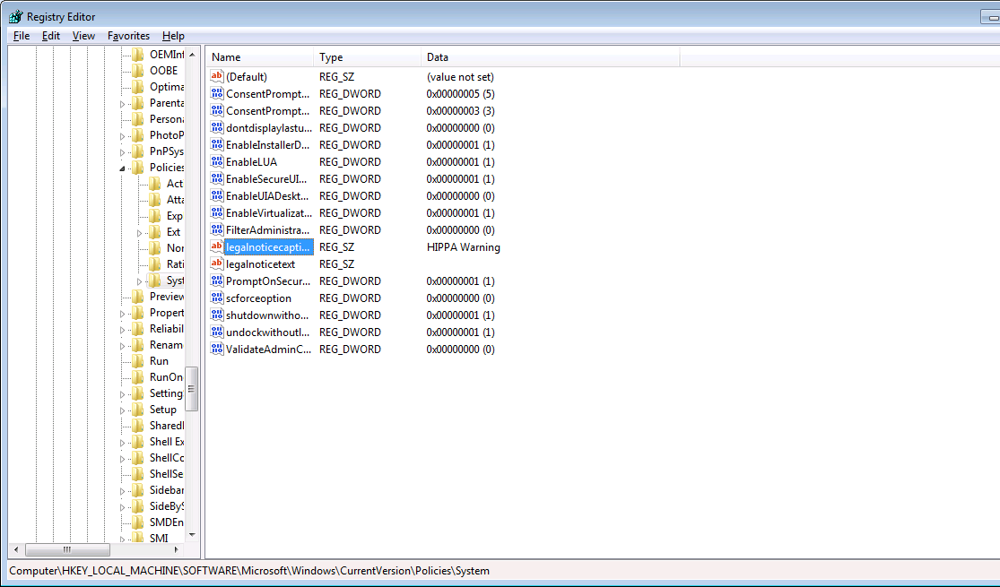 Registry Editor
File Edit View Favorites Help
OEMInf
OOBE
Optima
Parenta
Persona
PhotoP
PnPSys
Policies
Act
Atta
Exp
Ext
Non
Rati
Syst
Preview
Propert
Reliabil
Rename
Run
RunOn
Setting
Setup
SharedI
Shell Ex
ShellCo
ShellSe
Sidebar
SideByS
SMDEn
SMI
Name Type Data
(Default) REG_SZ (value not set)
ConsentPrompt... REG_DWORD 0x00000005 (5)
ConsentPrompt... REG_DWORD 0x00000003 (3)
dontdisplaylastu... REG_DWORD 0x00000000 (0)
EnableInstallerD... REG_DWORD 0x00000001 (1)
EnableLUA REG_DWORD 0x00000001 (1)
EnableSecureUI... REG_DWORD 0x00000001 (1)
EnableUIADeskt... REG_DWORD 0x00000000 (0)
EnableVirtualizat... REG_DWORD 0x00000001 (1)
FilterAdministra... REG_DWORD 0x00000000 (0)
legalnoticecapti... REG_SZ HIPPA Warning
legalnoticetext REG_SZ
PromptOnSecur... REG_DWORD 0x00000001 (1)
scforceoption REG_DWORD 0x00000000 (0)
shutdownwitho... REG_DWORD 0x00000001 (1)
undockwithoutl... REG_DWORD 0x00000001 (1)
ValidateAdminC... REG_DWORD 0x00000000 (0)
Computer\HKEY_LOCAL_MACHINE\SOFTWARE\Microsoft\Windows\CurrentVersion\Policies\System